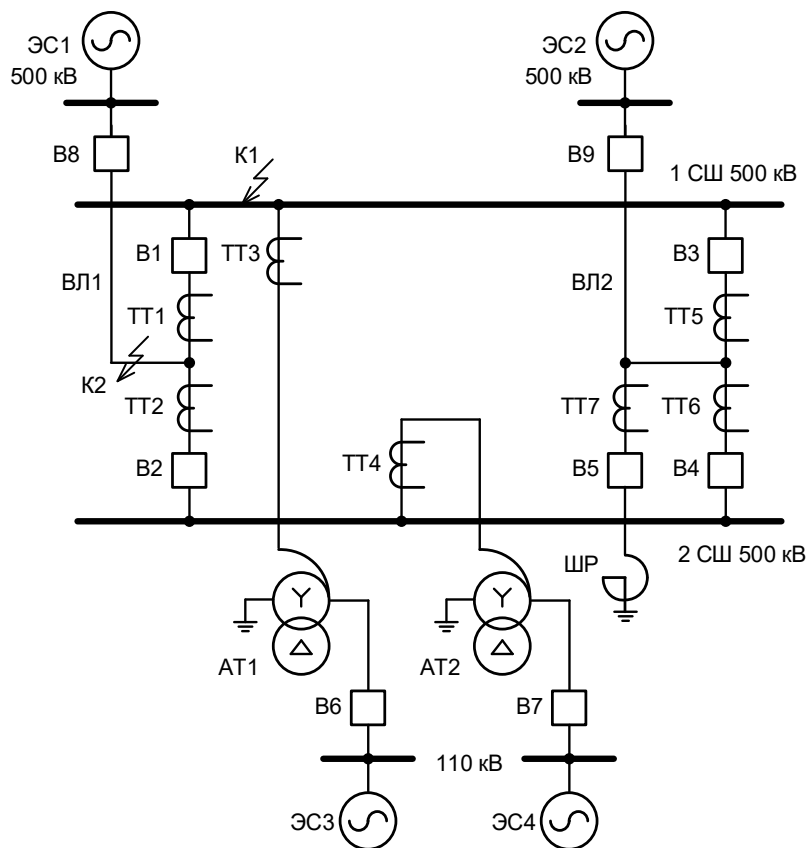 ЭС1
500 кВ
ЭС2
500 кВ
В8
К1
В9
1 СШ 500 кВ
В1
ТТ3
В3
ВЛ1
ВЛ2
ТТ1
ТТ5
К2
ТТ2
ТТ7
ТТ6
ТТ4
В2
В5
В4
2 СШ 500 кВ
ШР
АТ1
АТ2
В6
В7
110 кВ
ЭС3
ЭС4